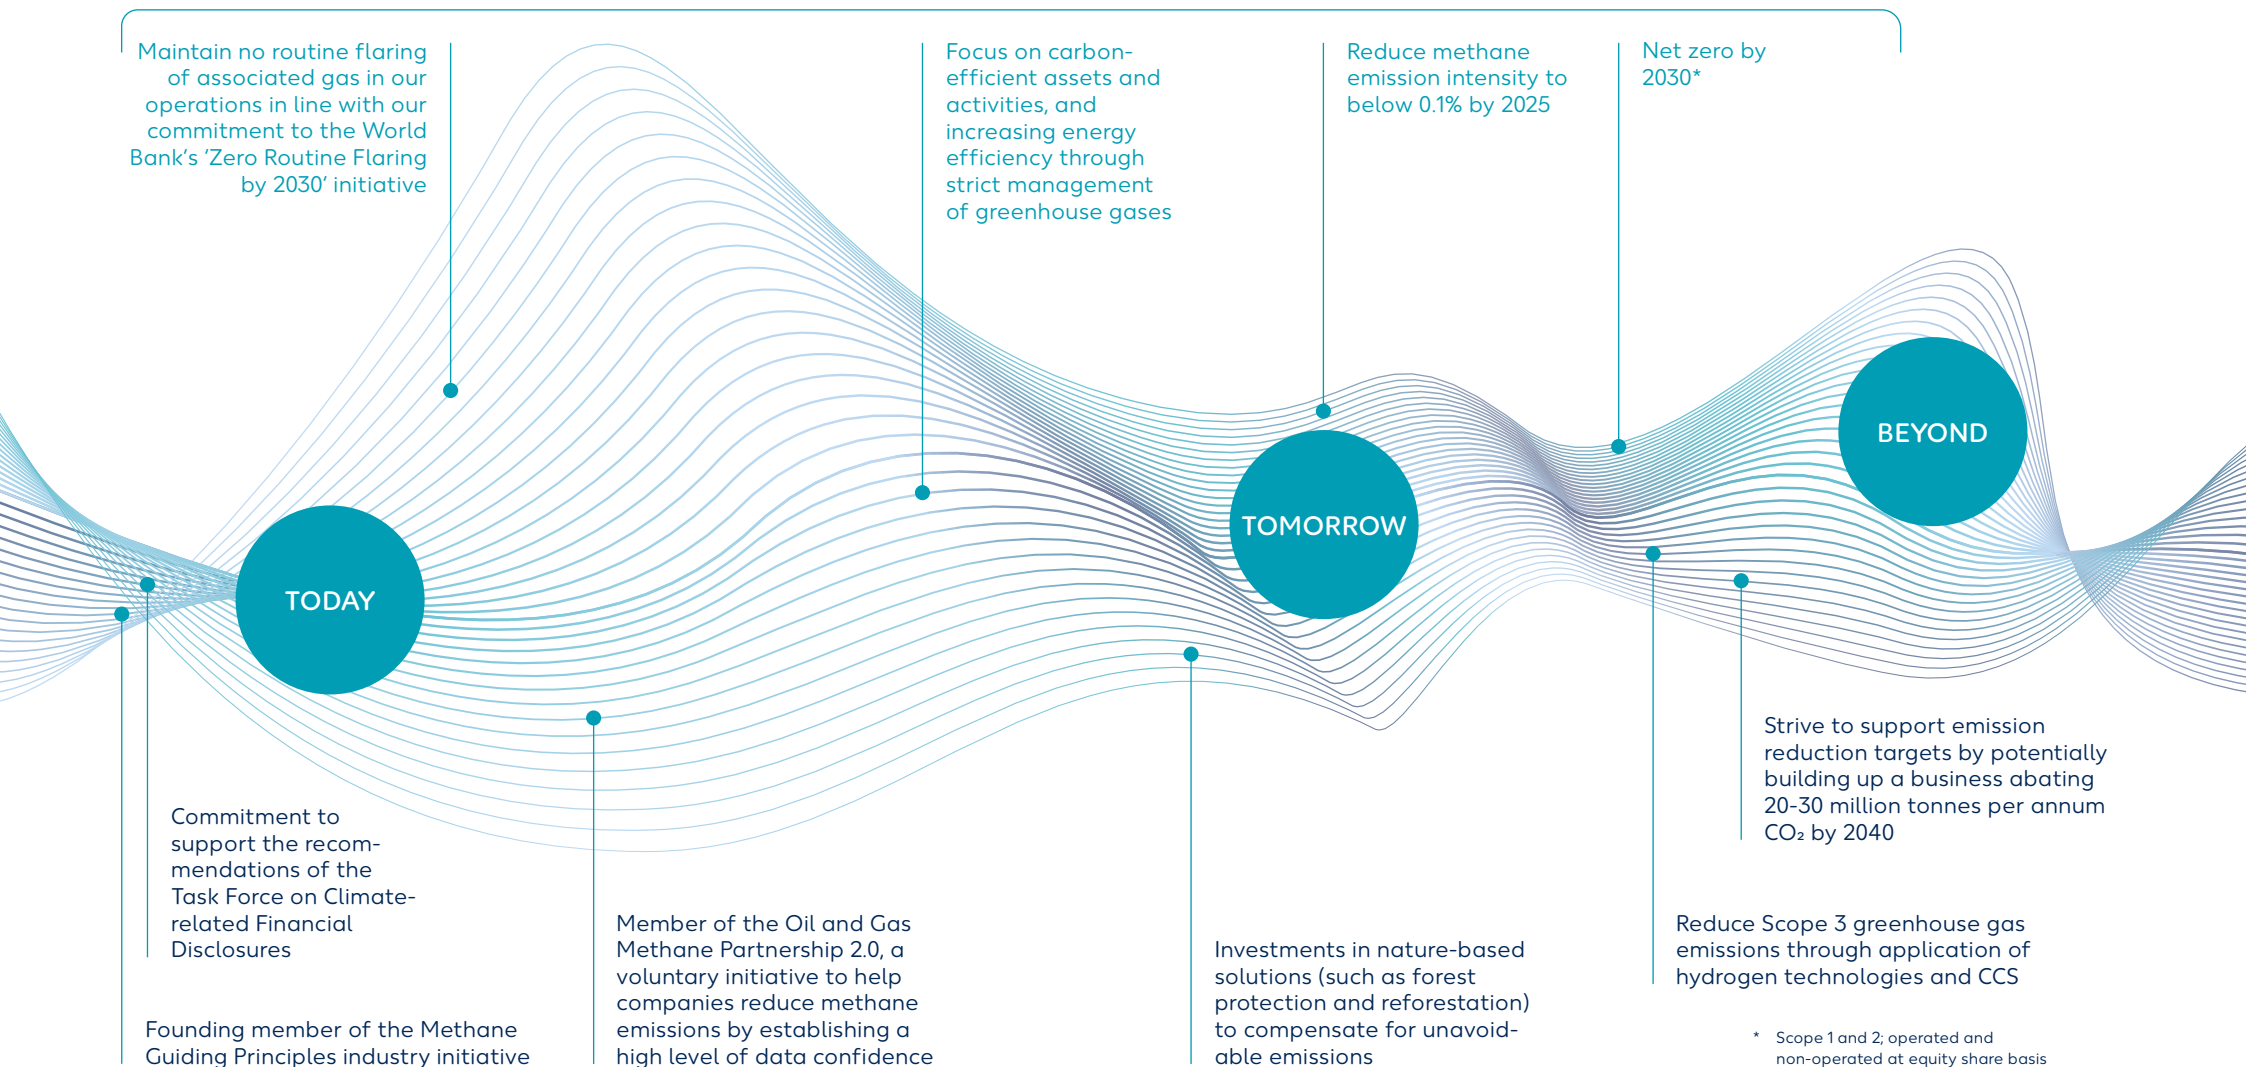 Maintain no routine flaring
of associated gas in our
operations in line with our
commitment to the World
Bank's 'Zero Routine Flaring
by 2030' initiative
Focus on carbon-
efficient assets and
activities, and
increasing energy
efficiency through
strict management
of greenhouse gases
Reduce methane
emission intensity to
below 0.1% by 2025
Net zero by
2030*
TODAY
TOMORROW
BEYOND
Commitment to
support the recom-
mendations of the
Task Force on Climate-
related Financial
Disclosures
Founding member of the Methane
Guiding Principles industry initiative
Member of the Oil and Gas
Methane Partnership 2.0, a
voluntary initiative to help
companies reduce methane
emissions by establishing a
high level of data confidence
Investments in nature-based
solutions (such as forest
protection and reforestation)
to compensate for unavoid-
able emissions
Strive to support emission
reduction targets by potentially
building up a business abating
20-30 million tonnes per annum
CO₂ by 2040
Reduce Scope 3 greenhouse gas
emissions through application of
hydrogen technologies and CCS
* Scope 1 and 2; operated and
non-operated at equity share basis